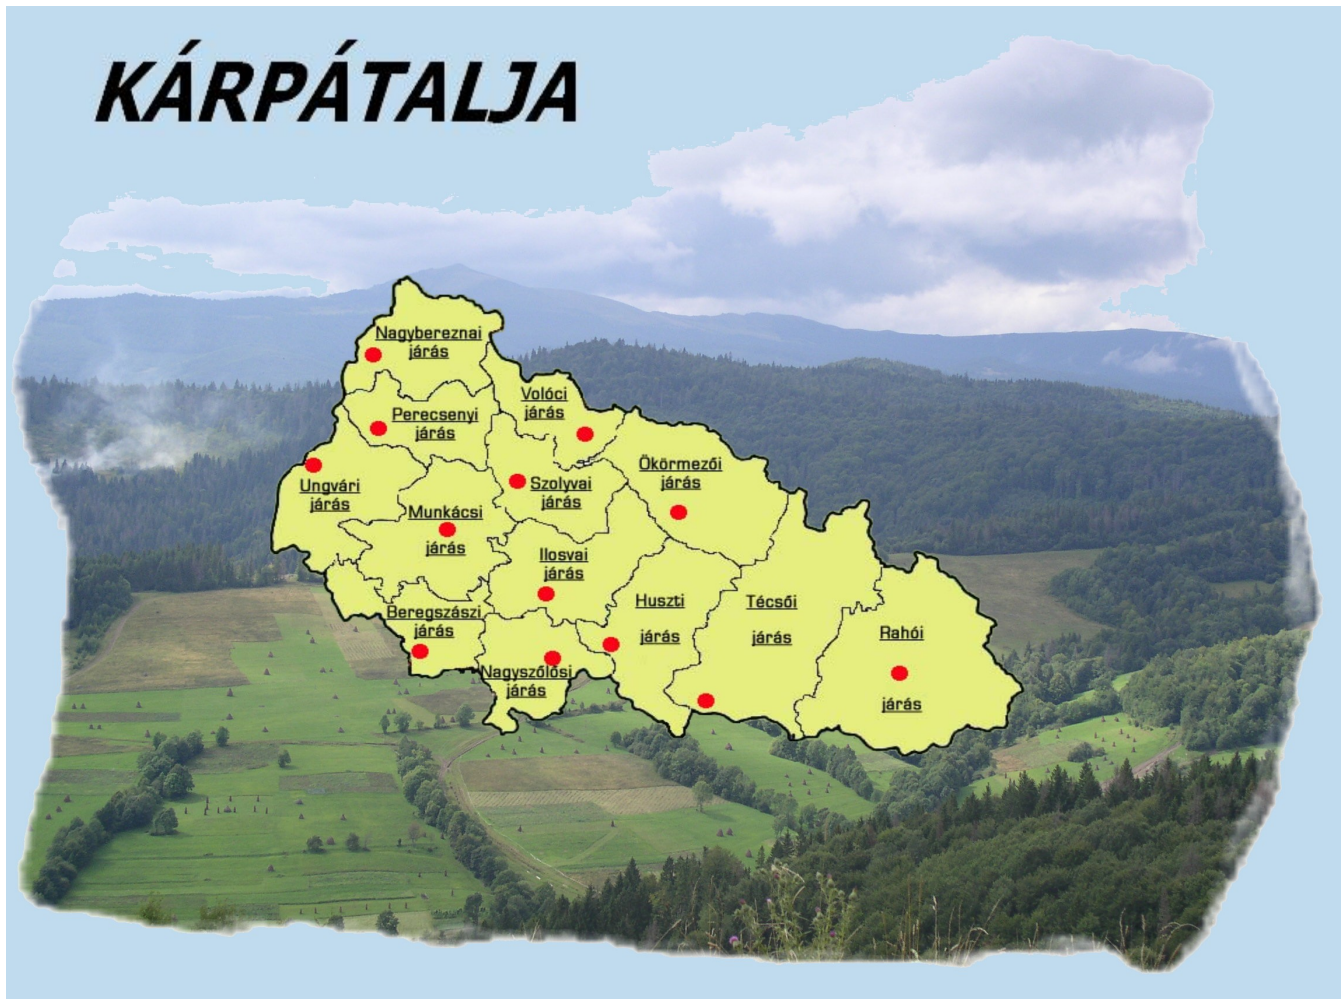 KÁRPÁTALJA
Nagybereznai
járás
Volóci
járás
Perecsenyi
járás
Ökörmezői
járás
Ungvári
járás
Szolyvai
járás
Munkácsi
járás
Ilosvai
járás
Beregszászi
járás
Huszti
járás
Técsői
járás
Rahói
járás
Nagyszőlősi
járás